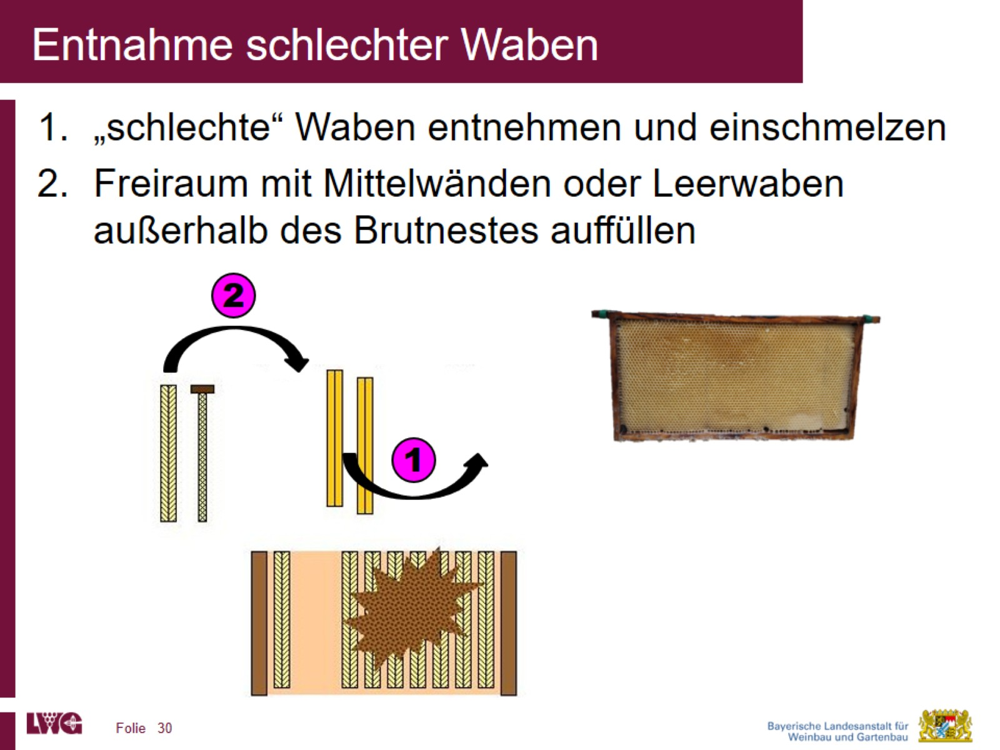 Entnahme schlechter Waben
1. „schlechte“ Waben entnehmen und einschmelzen
2. Freiraum mit Mittelwänden oder Leerwaben
außerhalb des Brutnestes auffüllen
2
1
LWG
Folie 30
Bayerische Landesanstalt für
Weinbau und Gartenbau